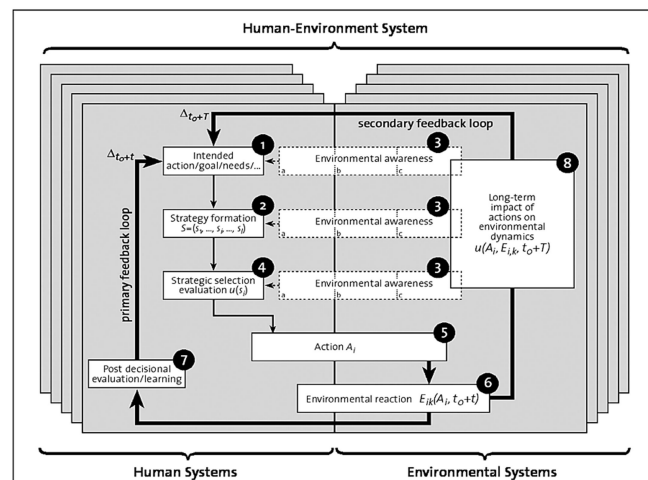 Human-Environment System
Δt₀+T
secondary feedback loop
Δt₀+t
1
3
Intended
action/goal/needs/...
Environmental awareness
a b c
8
Long-term
impact of
actions on
environmental
dynamics
u(Aᵢ, Eᵢ,ₖ, t₀+T)
2
3
Strategy formation
S=(s₁, ..., sᵢ, ..., sₗ)
Environmental awareness
a b c
4
3
Strategic selection
evaluation u(sᵢ)
Environmental awareness
a b c
primary feedback loop
5
Action Aᵢ
7
Post decisional
evaluation/learning
6
Environmental reaction Eᵢₖ(Aᵢ, t₀+t)
Human Systems
Environmental Systems